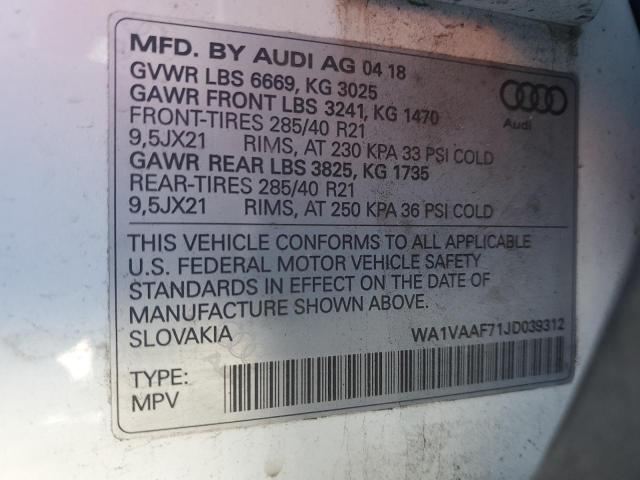 MFD. BY AUDI AG 04 18
GVWR LBS 6669, KG 3025
GAWR FRONT LBS 3241, KG 1470
FRONT-TIRES 285/40 R21
9,5JX21 RIMS, AT 230 KPA 33 PSI COLD
GAWR REAR LBS 3825, KG 1735
REAR-TIRES 285/40 R21
9,5JX21 RIMS, AT 250 KPA 36 PSI COLD
Audi
THIS VEHICLE CONFORMS TO ALL APPLICABLE
U.S. FEDERAL MOTOR VEHICLE SAFETY
STANDARDS IN EFFECT ON THE DATE OF
MANUFACTURE SHOWN ABOVE.
SLOVAKIA WA1VAAF71JD039312
TYPE:
MPV